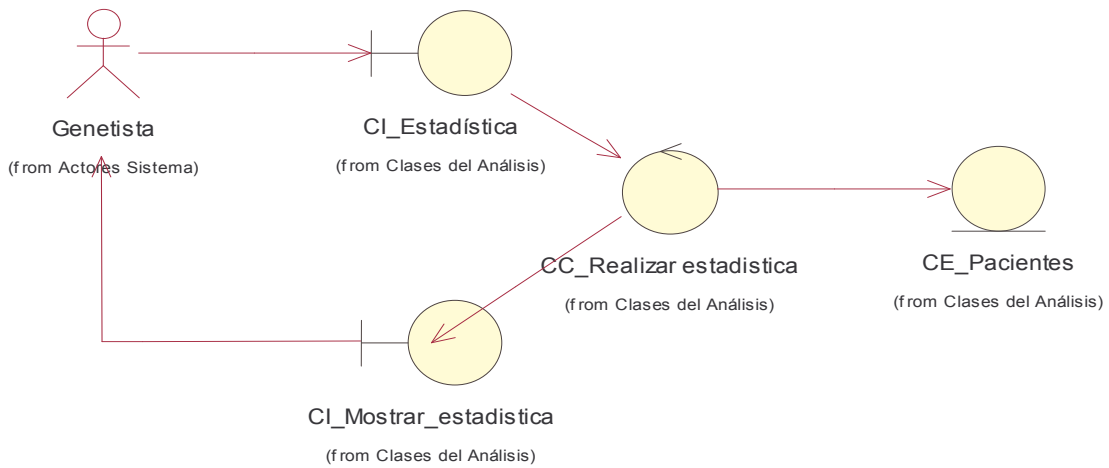 Genetista
(from Actores Sistema)
CI_Estadística
(from Clases del Análisis)
CC_Realizar estadistica
(from Clases del Análisis)
CE_Pacientes
(from Clases del Análisis)
CI_Mostrar_estadistica
(from Clases del Análisis)